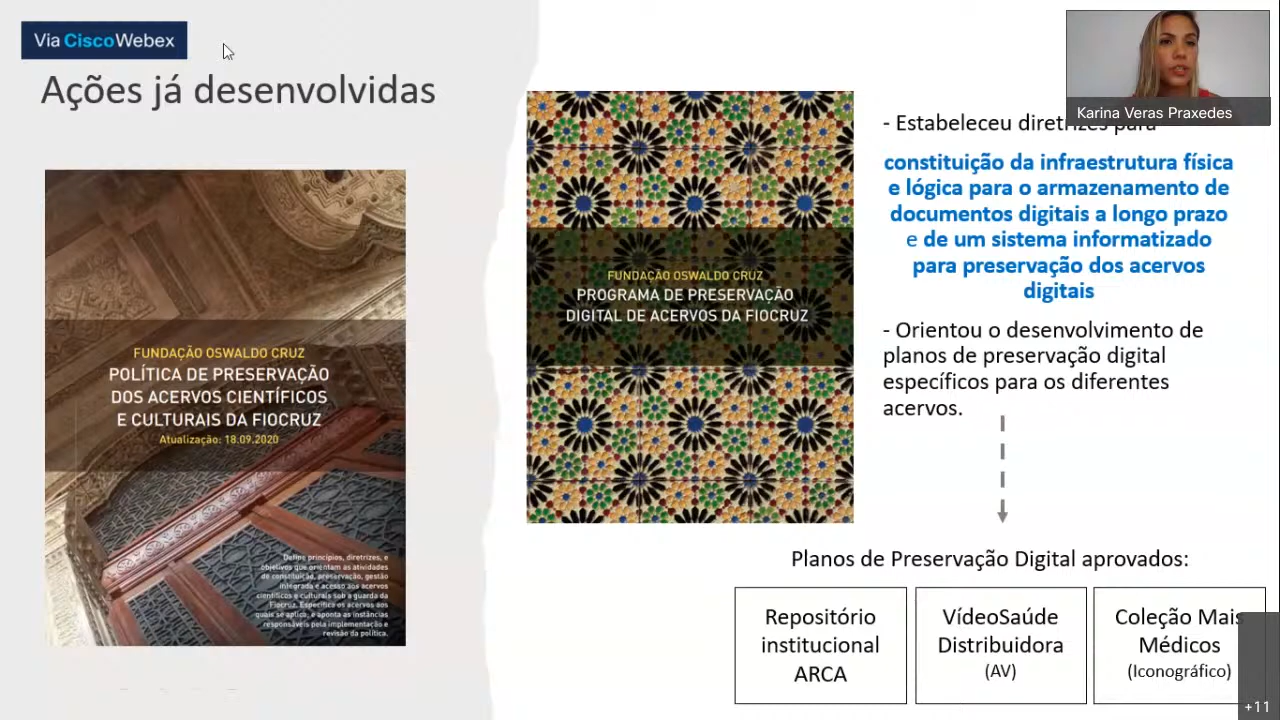 Via CiscoWebex
Ações já desenvolvidas
FUNDAÇÃO OSWALDO CRUZ
POLÍTICA DE PRESERVAÇÃO
DOS ACERVOS CIENTÍFICOS
E CULTURAIS DA FIOCRUZ
Atualização: 18.09.2020
Define princípios, diretrizes, e
objetivos que orientam as atividades
de constituição, preservação, gestão
integrada e acesso aos acervos
científicos e culturais sob a guarda da
Fiocruz. Especifica os acervos aos
quais se aplica, e aponta as instâncias
responsáveis pela implementação e
revisão da política.
FUNDAÇÃO OSWALDO CRUZ
PROGRAMA DE PRESERVAÇÃO
DIGITAL DE ACERVOS DA FIOCRUZ
Karina Veras Praxedes
- Estabeleceu diretrizes para
constituição da infraestrutura física
e lógica para o armazenamento de
documentos digitais a longo prazo
e de um sistema informatizado
para preservação dos acervos
digitais
- Orientou o desenvolvimento de
planos de preservação digital
específicos para os diferentes
acervos.
Planos de Preservação Digital aprovados:
Repositório
institucional
ARCA
VídeoSaúde
Distribuidora
(AV)
Coleção Mais
Médicos
(Iconográfico)
+11